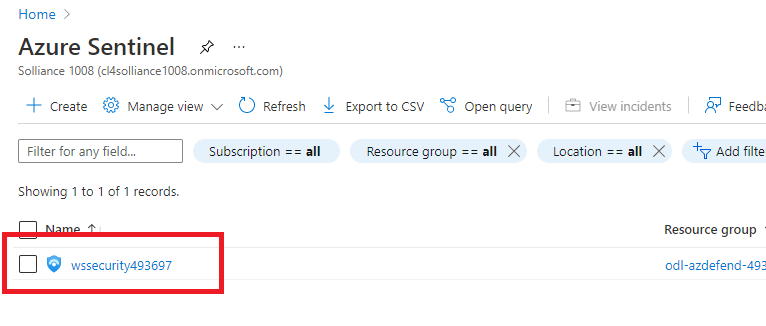 Home
Azure Sentinel
Solliance 1008 (cl4solliance1008.onmicrosoft.com)
Create Manage view Refresh Export to CSV Open query View incidents Feedba
Filter for any field... Subscription == all Resource group == all Location == all Add filte
Showing 1 to 1 of 1 records.
Name Resource group
wssecurity493697 odl-azdefend-493